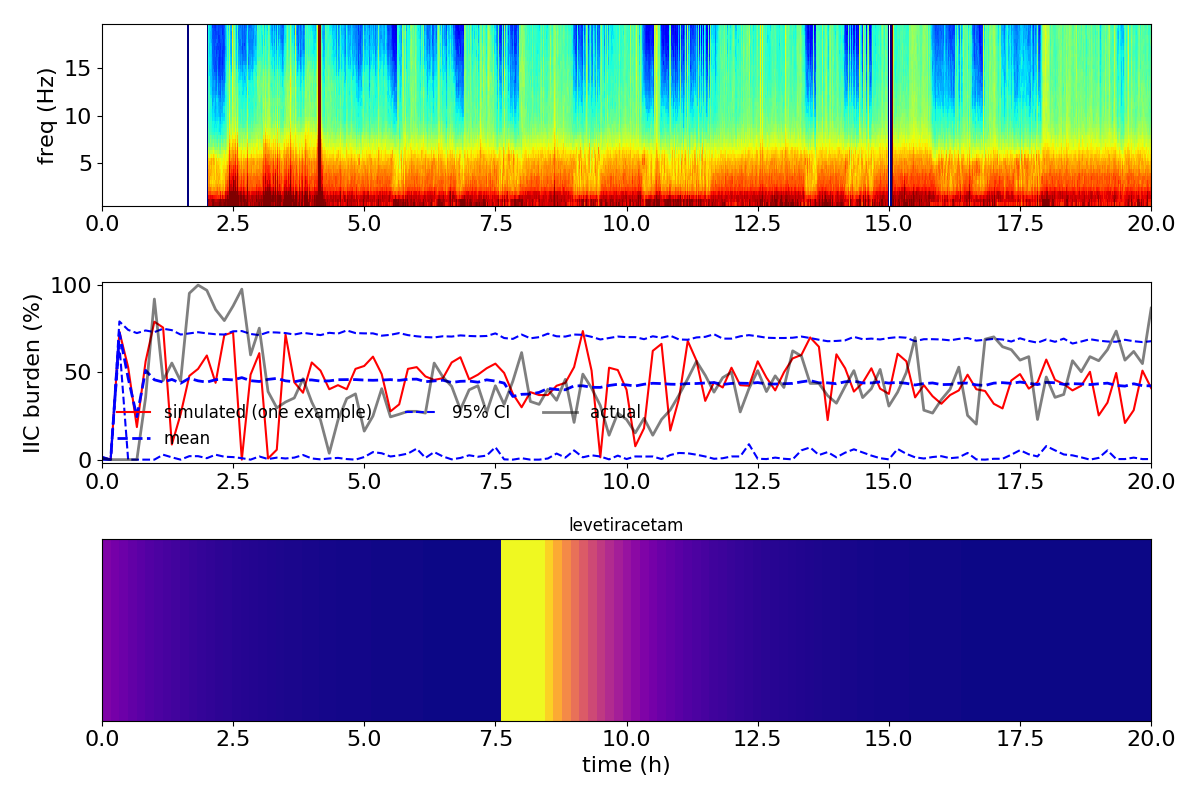 freq (Hz)
15
10
5
0.0 2.5 5.0 7.5 10.0 12.5 15.0 17.5 20.0
IIC burden (%)
100
50
0
simulated (one example) 95% CI actual
mean
0.0 2.5 5.0 7.5 10.0 12.5 15.0 17.5 20.0
levetiracetam
0.0 2.5 5.0 7.5 10.0 12.5 15.0 17.5 20.0
time (h)